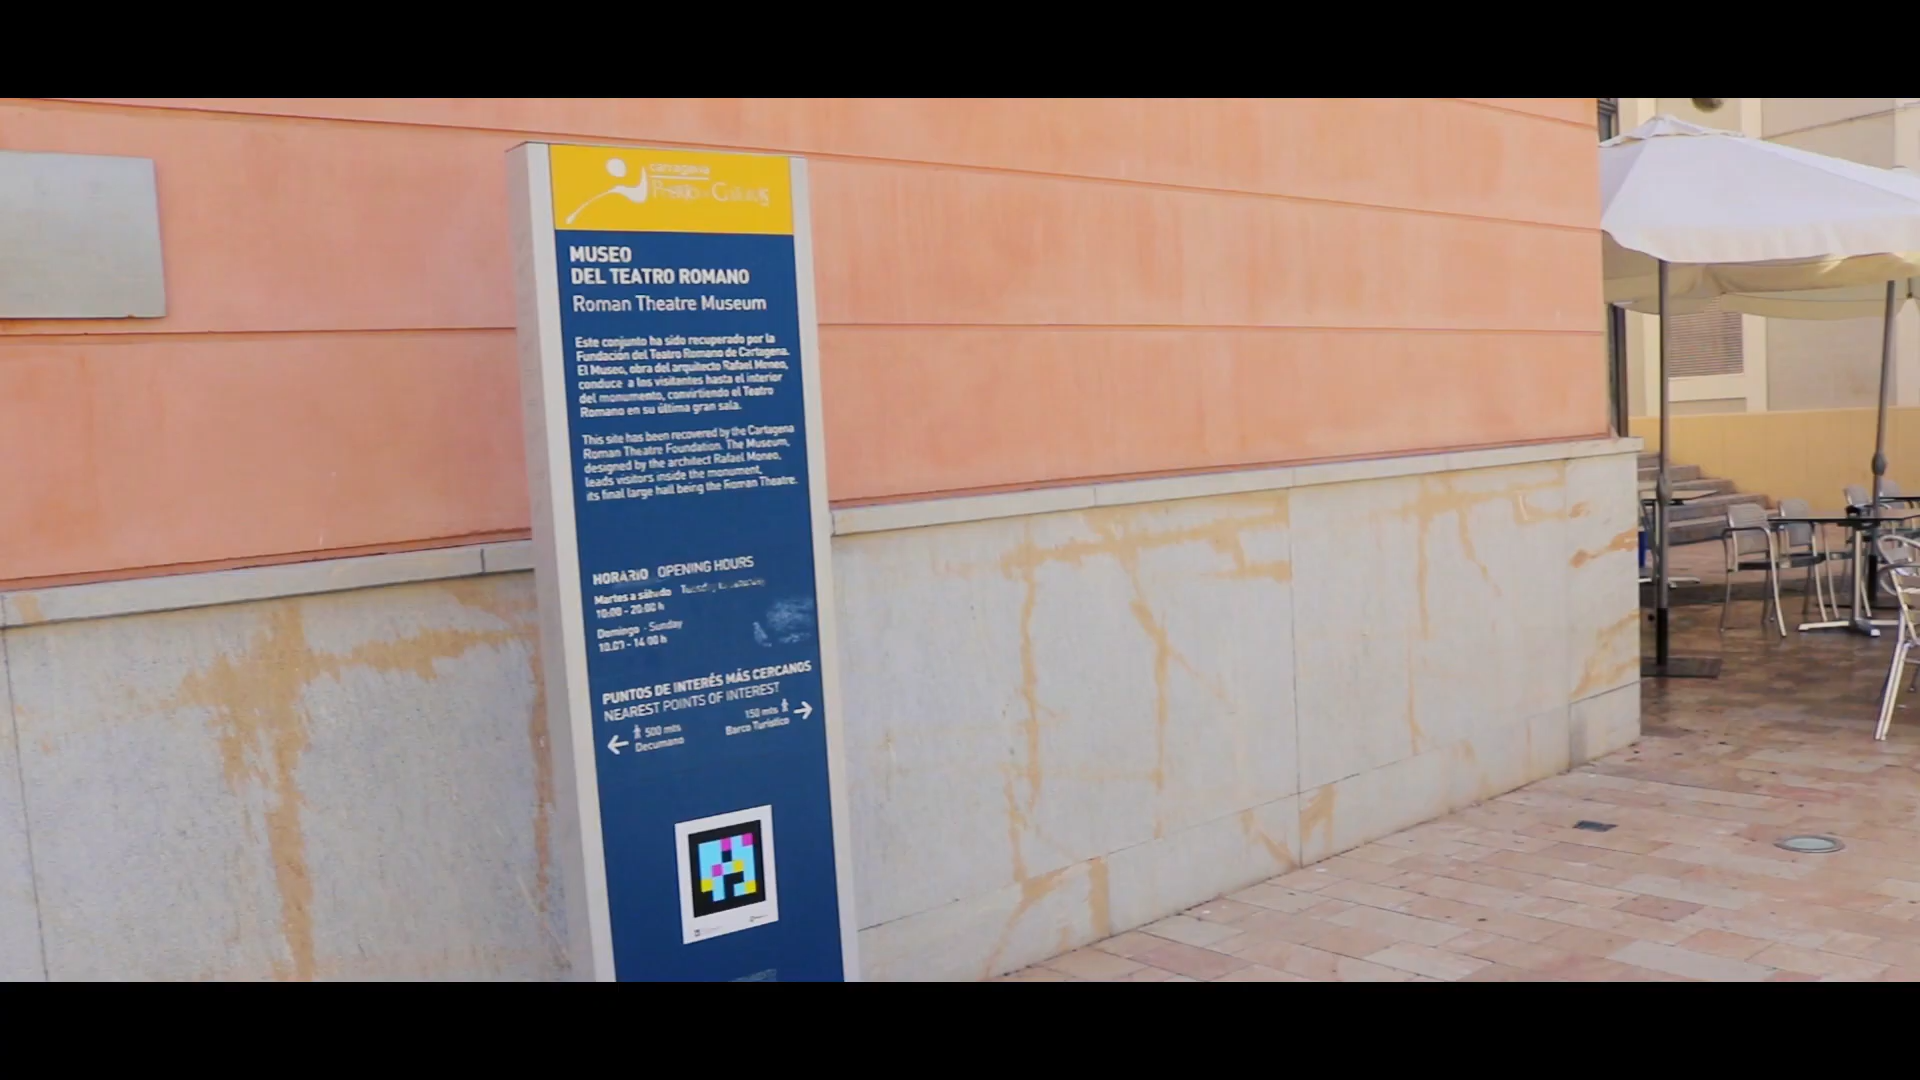 cartagena
Puerto de Culturas
MUSEO
DEL TEATRO ROMANO
Roman Theatre Museum
Este conjunto ha sido recuperado por la
Fundación del Teatro Romano de Cartagena.
El Museo, obra del arquitecto Rafael Moneo,
conduce a los visitantes hasta el interior
del monumento, convirtiendo el Teatro
Romano en su última gran sala.
This site has been recovered by the Cartagena
Roman Theatre Foundation. The Museum,
designed by the architect Rafael Moneo,
leads visitors inside the monument,
its final large hall being the Roman Theatre.
HORARIO OPENING HOURS
Martes a sábado Tuesday to Saturday
10:00 - 20:00 h
Domingo - Sunday
10:00 - 14:00 h
PUNTOS DE INTERÉS MÁS CERCANOS
NEAREST POINTS OF INTEREST
500 mts
Decumano
150 mts
Barco Turístico